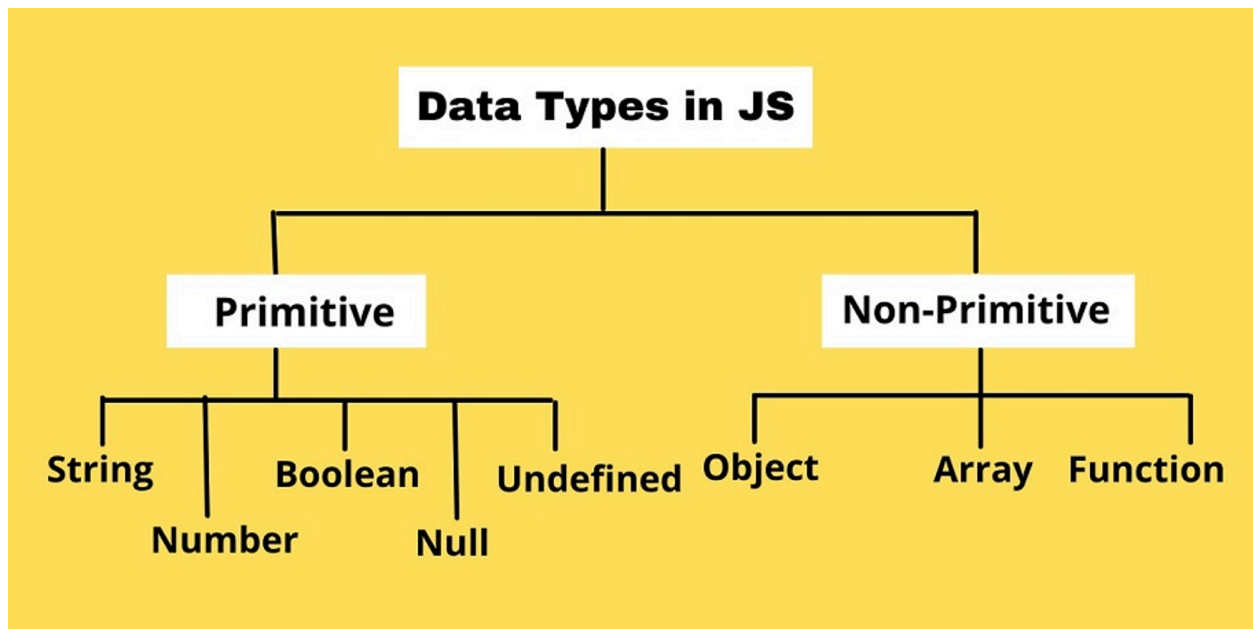 Data Types in JS
Primitive
Non-Primitive
String
Number
Boolean
Null
Undefined
Object
Array
Function